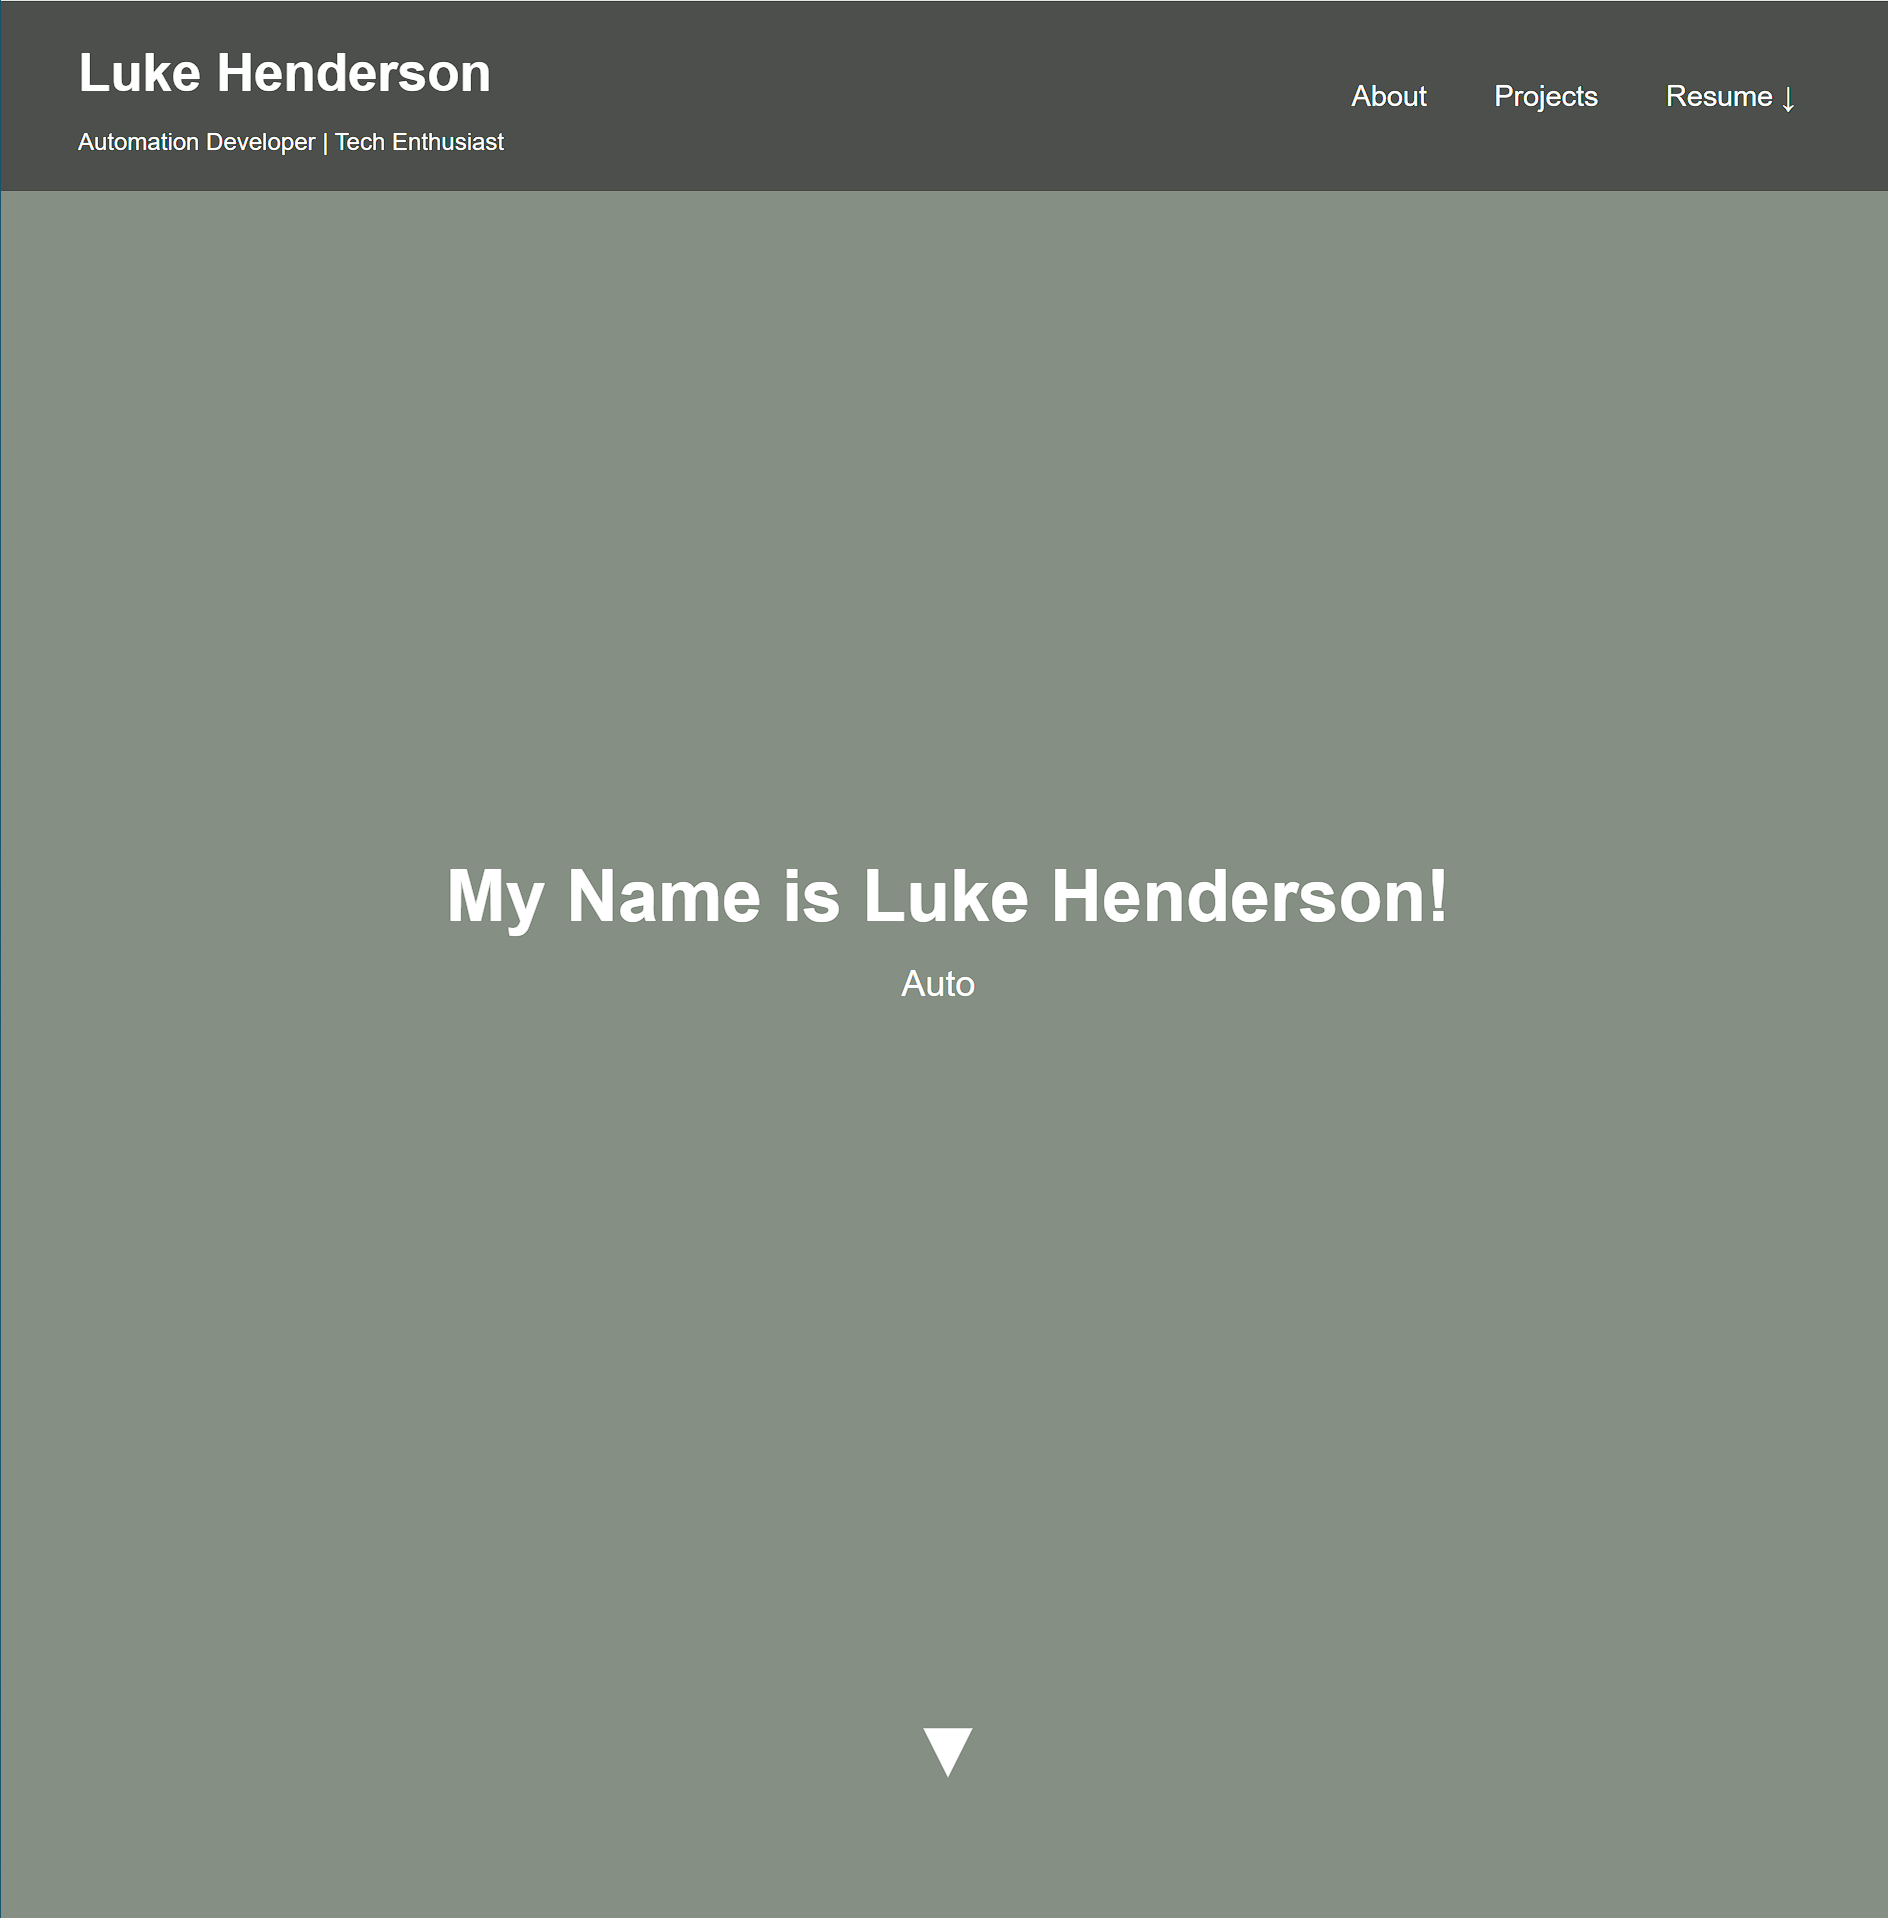 Luke Henderson
Automation Developer | Tech Enthusiast
About Projects Resume ↓
My Name is Luke Henderson!
Auto